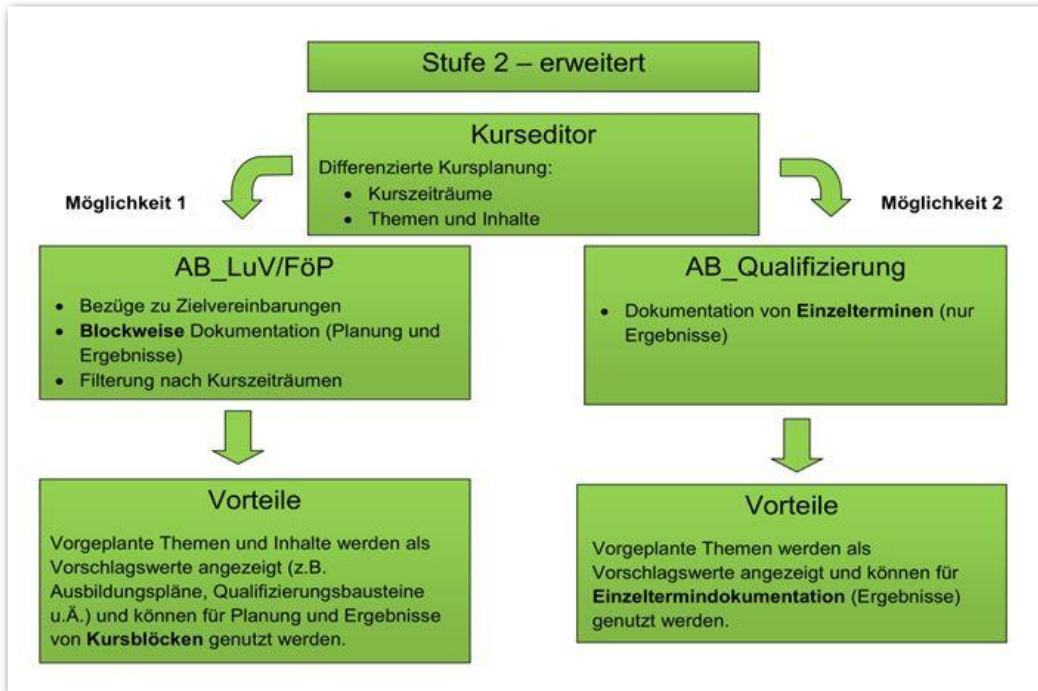 Stufe 2 – erweitert
Kurseditor
Differenzierte Kursplanung:
• Kurszeiträume
• Themen und Inhalte
Möglichkeit 1
Möglichkeit 2
AB_LuV/FöP
• Bezüge zu Zielvereinbarungen
• Blockweise Dokumentation (Planung und
Ergebnisse)
• Filterung nach Kurszeiträumen
AB_Qualifizierung
• Dokumentation von Einzelterminen (nur
Ergebnisse)
Vorteile
Vorgeplante Themen und Inhalte werden als
Vorschlagswerte angezeigt (z.B.
Ausbildungspläne, Qualifizierungsbausteine
u.Ä.) und können für Planung und Ergebnisse
von Kursblöcken genutzt werden.
Vorteile
Vorgeplante Themen werden als
Vorschlagswerte angezeigt und können für
Einzeltermindokumentation (Ergebnisse)
genutzt werden.